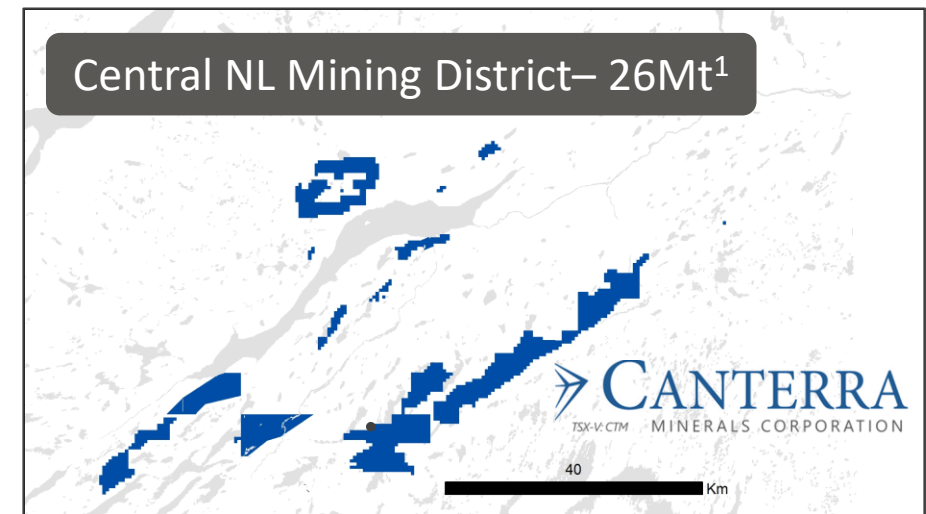 Central NL Mining District– 26Mt¹
CANTERRA
TSX-V: CTM MINERALS CORPORATION
40
Km